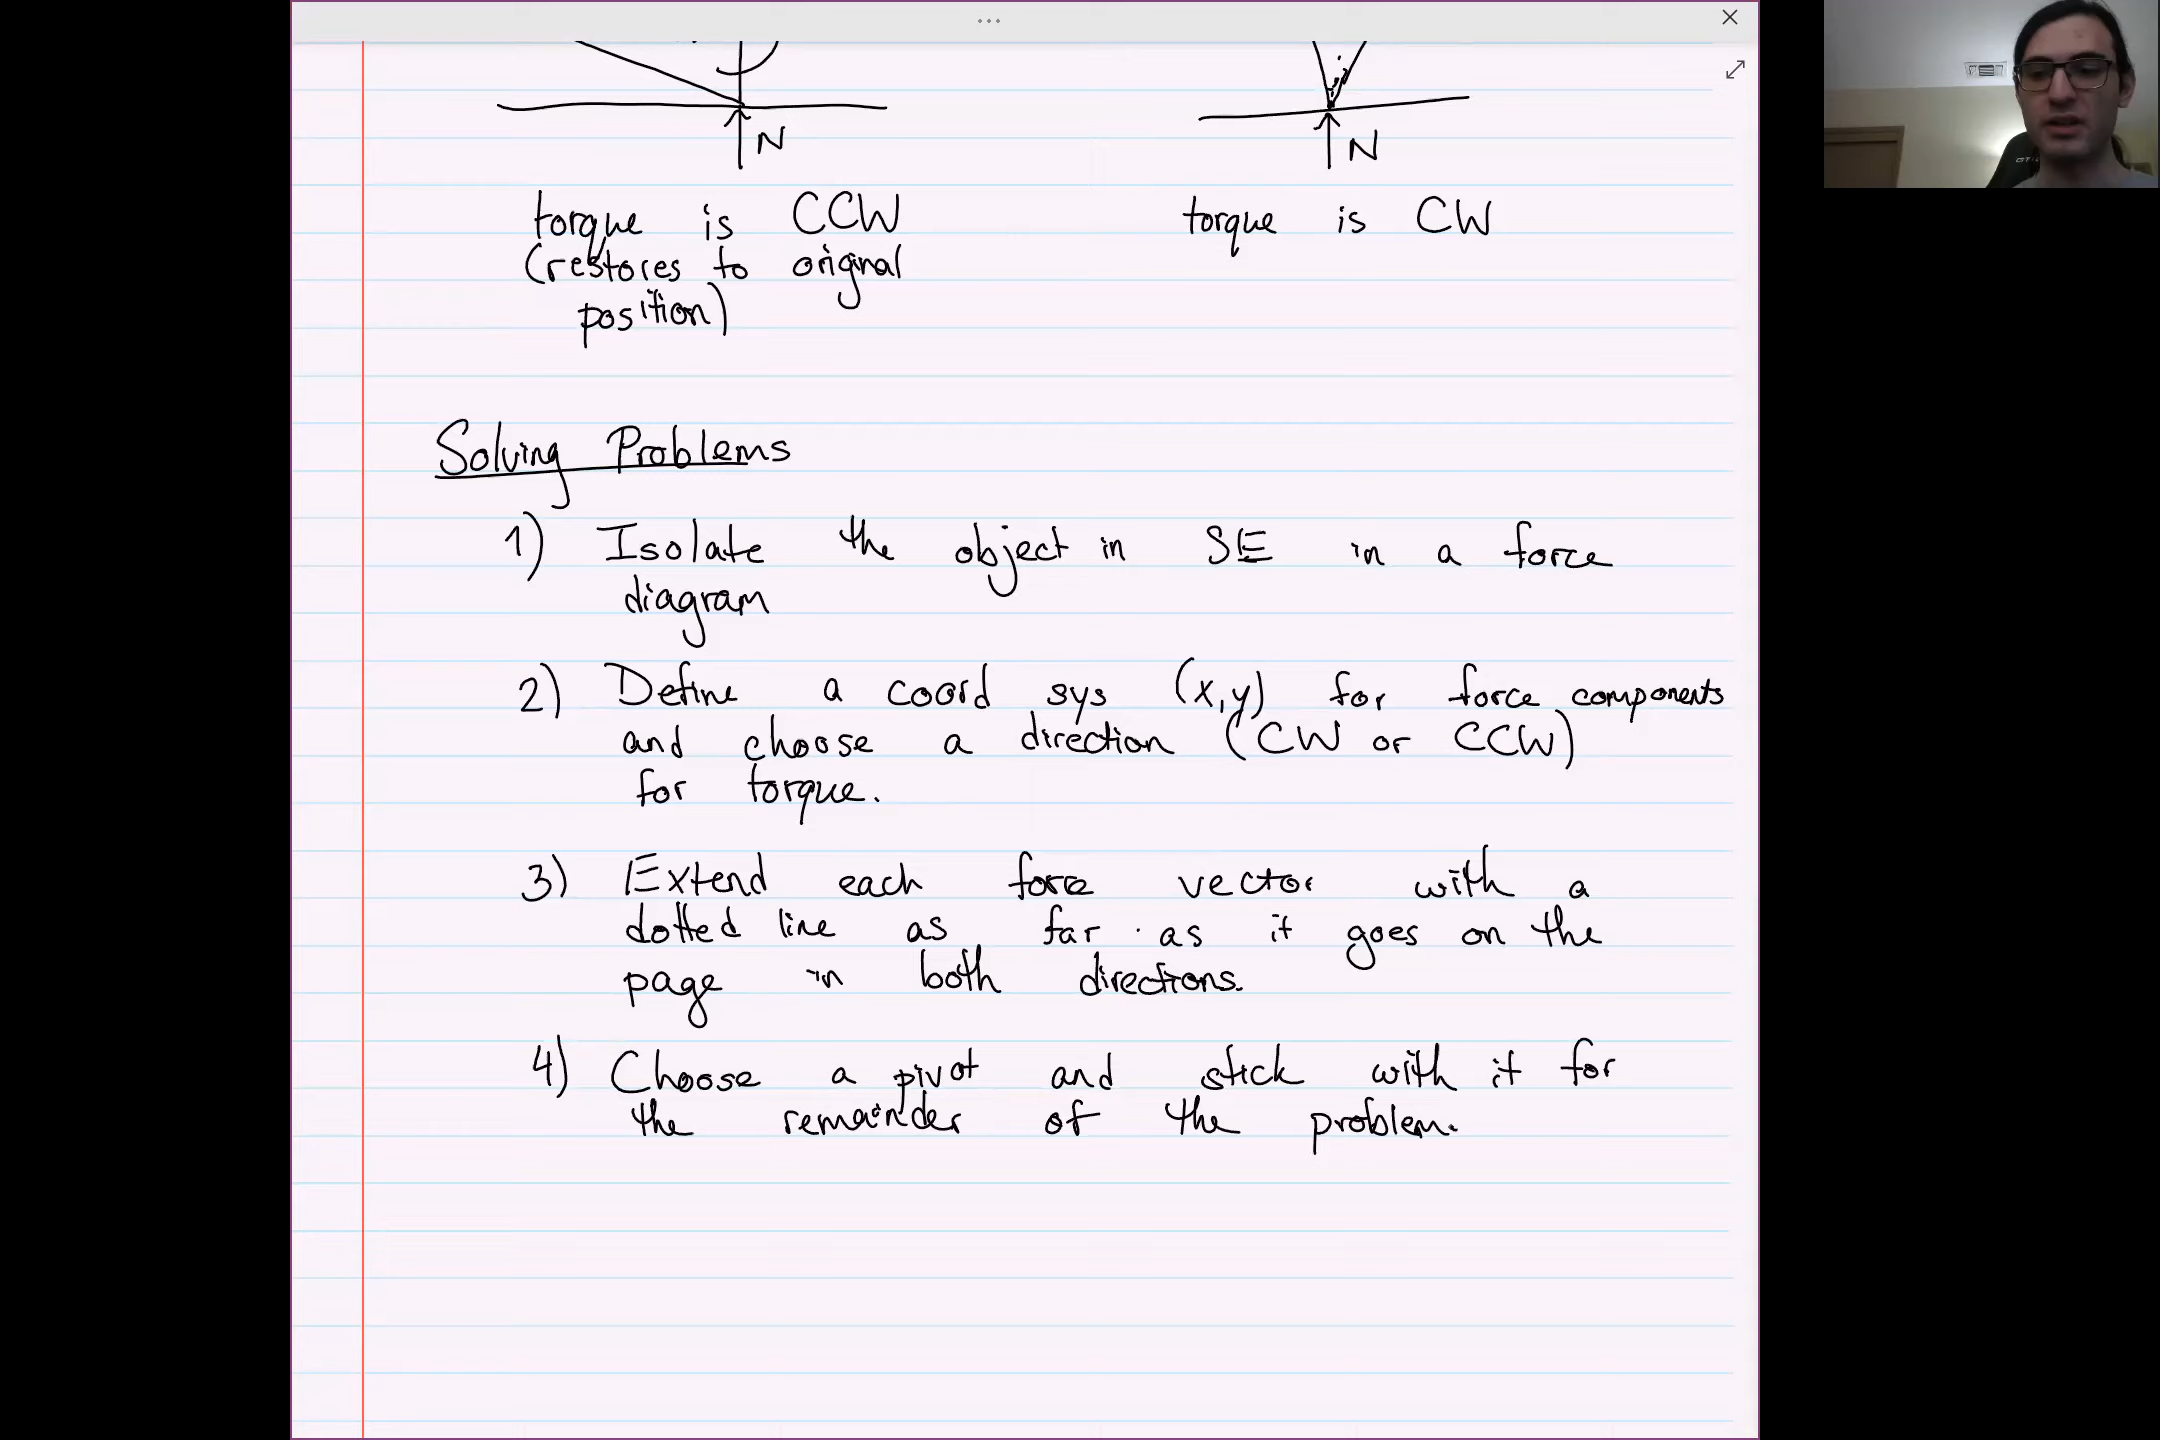 N
N
torque is CCW
(restores to original
position)
torque is CW
Solving Problems
1) Isolate the object in SE in a force
diagram
2) Define a coord sys (x,y) for force components
and choose a direction (CW or CCW)
for torque.
3) Extend each force vector with a
dotted line as far as it goes on the
page in both directions.
4) Choose a pivot and stick with it for
the remainder of the problem.